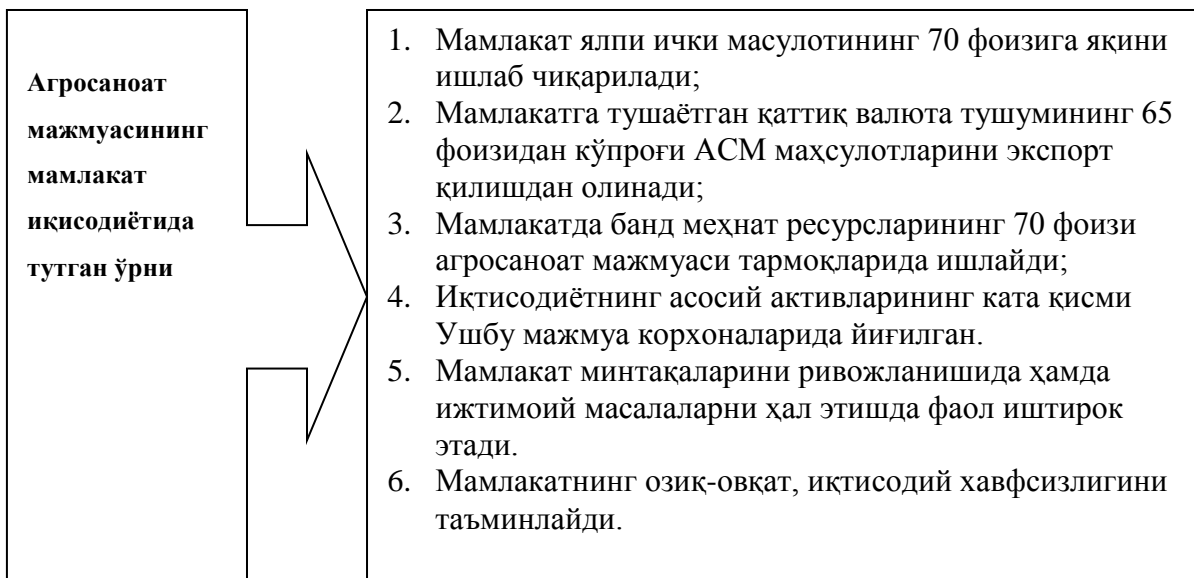 Агросаноат
мажмуасининг
мамлакат
иқисодиётида
тутган ўрни
1. Мамлакат ялпи ички масулотининг 70 фоизига яқини
ишлаб чиқарилади;
2. Мамлакатга тушаётган қаттиқ валюта тушумининг 65
фоизидан кўпроғи АСМ маҳсулотларини экспорт
қилишдан олинади;
3. Мамлакатда банд меҳнат ресурсларининг 70 фоизи
агросаноат мажмуаси тармоқларида ишлайди;
4. Иқтисодиётнинг асосий активларининг ката қисми
Ушбу мажмуа корхоналарида йиғилган.
5. Мамлакат минтақаларини ривожланишида ҳамда
ижтимоий масалаларни ҳал этишда фаол иштирок
этади.
6. Мамлакатнинг озиқ-овқат, иқтисодий хавфсизлигини
таъминлайди.